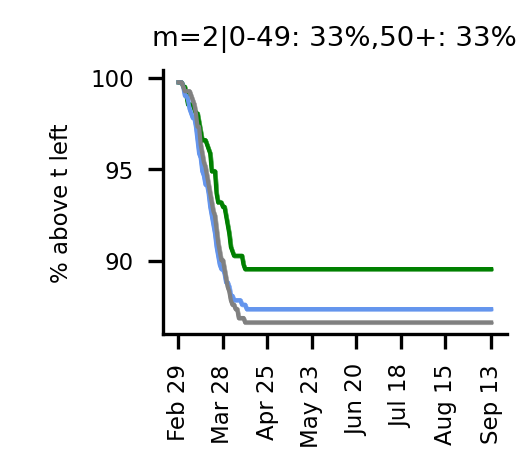 m=2|0-49: 33%,50+: 33%
% above t left
100
95
90
Feb 29
Mar 28
Apr 25
May 23
Jun 20
Jul 18
Aug 15
Sep 13